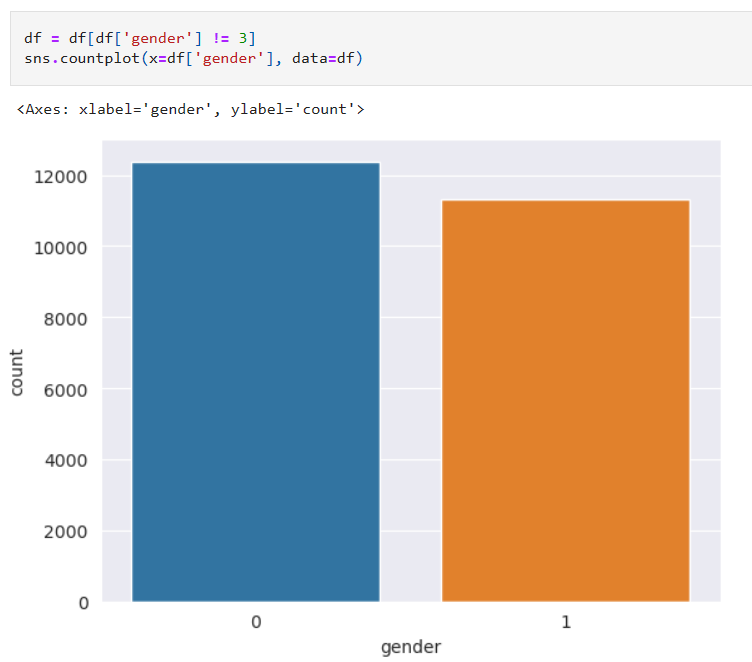 df = df[df['gender'] != 3]
sns.countplot(x=df['gender'], data=df)
<Axes: xlabel='gender', ylabel='count'>
12000
10000
8000
6000
4000
2000
0
count
0 1
gender